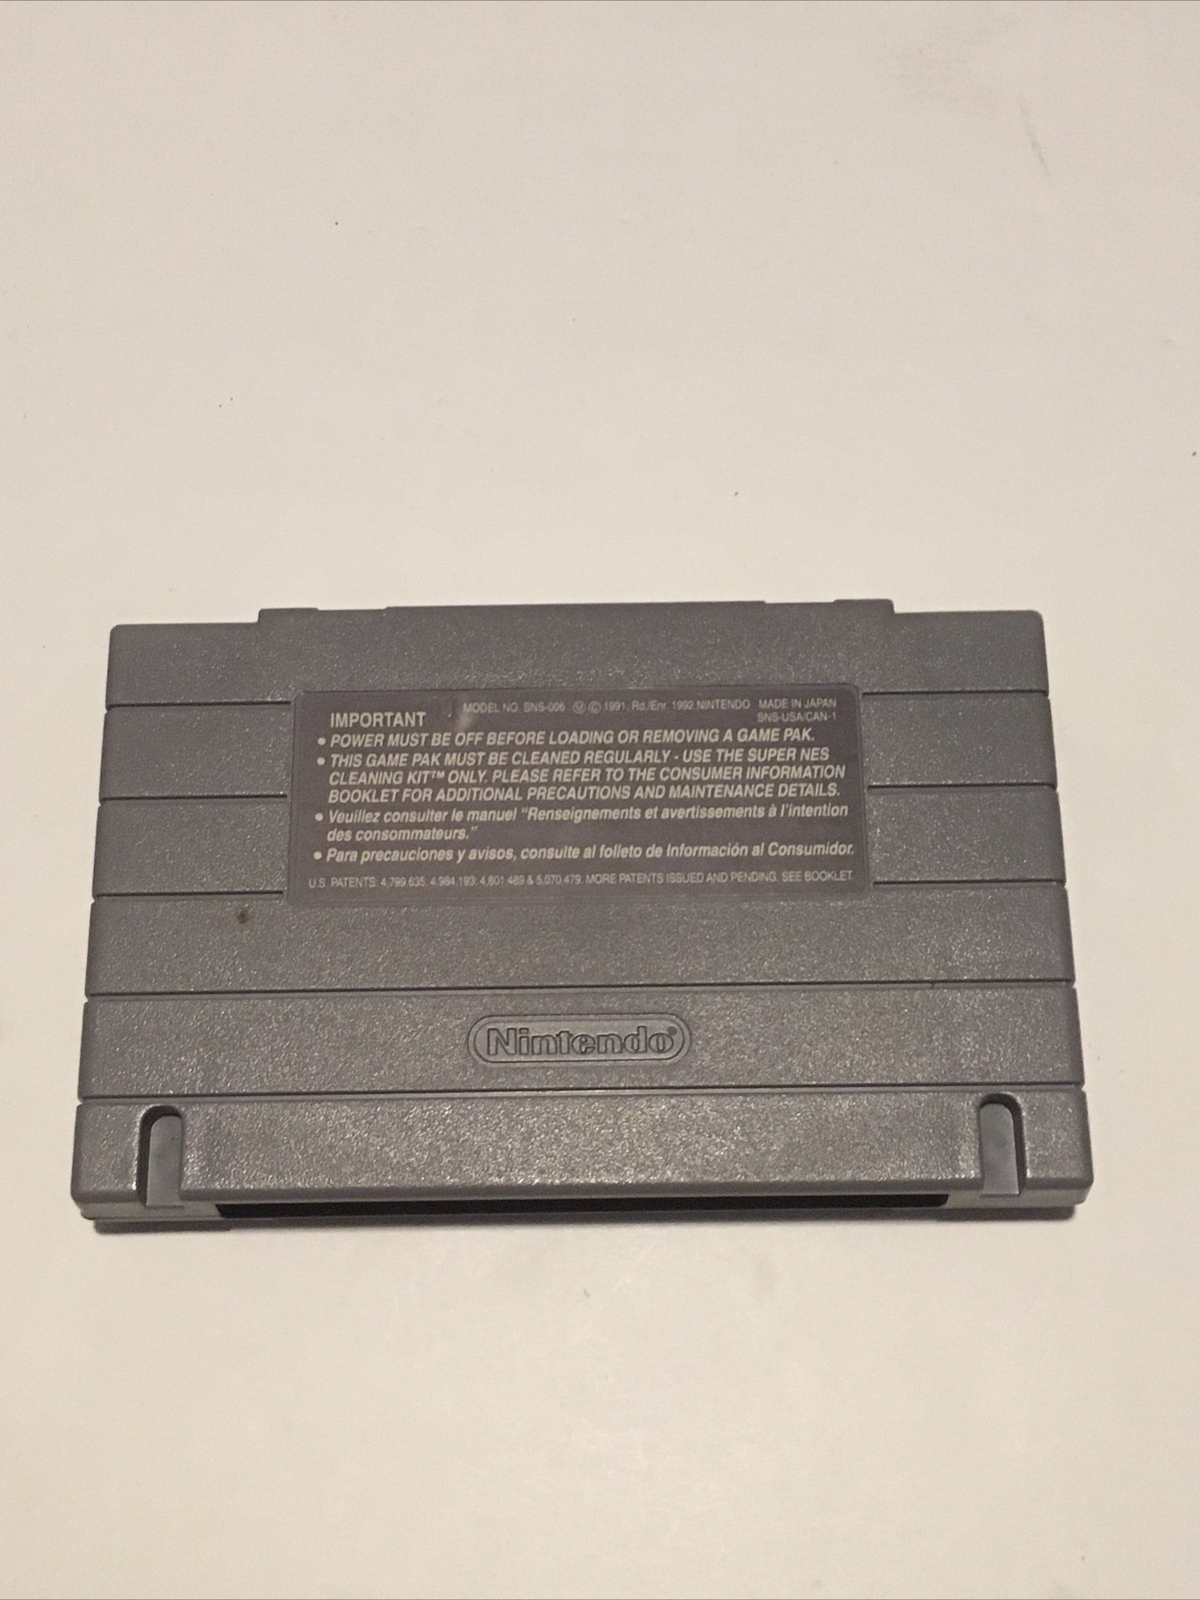 MODEL NO. SNS-006 Ⓜ © 1991, Rd./Enr. 1992 NINTENDO MADE IN JAPAN
IMPORTANT SNS-USA/CAN-1
• POWER MUST BE OFF BEFORE LOADING OR REMOVING A GAME PAK.
• THIS GAME PAK MUST BE CLEANED REGULARLY - USE THE SUPER NES
CLEANING KIT™ ONLY. PLEASE REFER TO THE CONSUMER INFORMATION
BOOKLET FOR ADDITIONAL PRECAUTIONS AND MAINTENANCE DETAILS.
• Veuillez consulter le manuel "Renseignements et avertissements à l'intention
des consommateurs."
• Para precauciones y avisos, consulte al folleto de Información al Consumidor.
U.S. PATENTS: 4,799,635; 4,984,193; 4,801,489 & 5,070,479. MORE PATENTS ISSUED AND PENDING. SEE BOOKLET.
Nintendo®